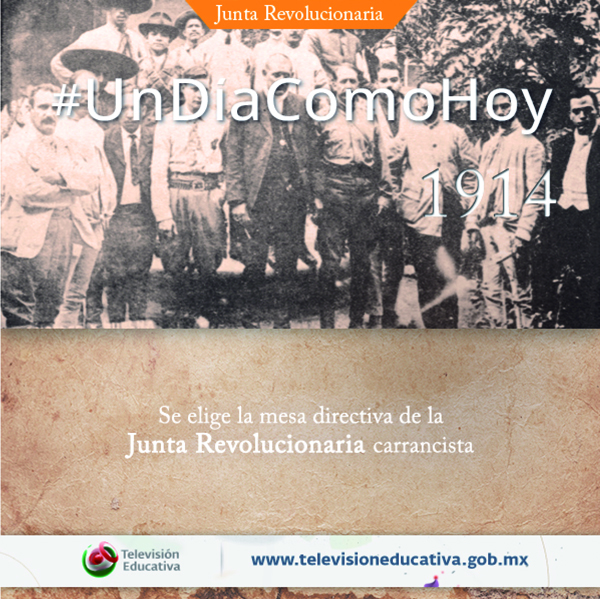 Junta Revolucionaria
#UnDiaComoHoy
1914
Se elige la mesa directiva de la
Junta Revolucionaria carrancista
Televisión
Educativa
www.televisioneducativa.gob.mx